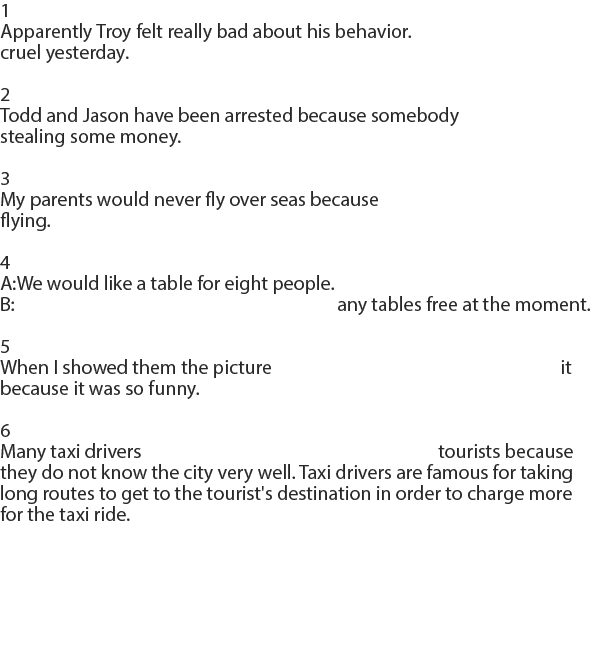 1
Apparently Troy felt really bad about his behavior.
cruel yesterday.
2
Todd and Jason have been arrested because somebody
stealing some money.
3
My parents would never fly over seas because
flying.
4
A:We would like a table for eight people.
B: any tables free at the moment.
5
When I showed them the picture it
because it was so funny.
6
Many taxi drivers tourists because
they do not know the city very well. Taxi drivers are famous for taking
long routes to get to the tourist's destination in order to charge more
for the taxi ride.